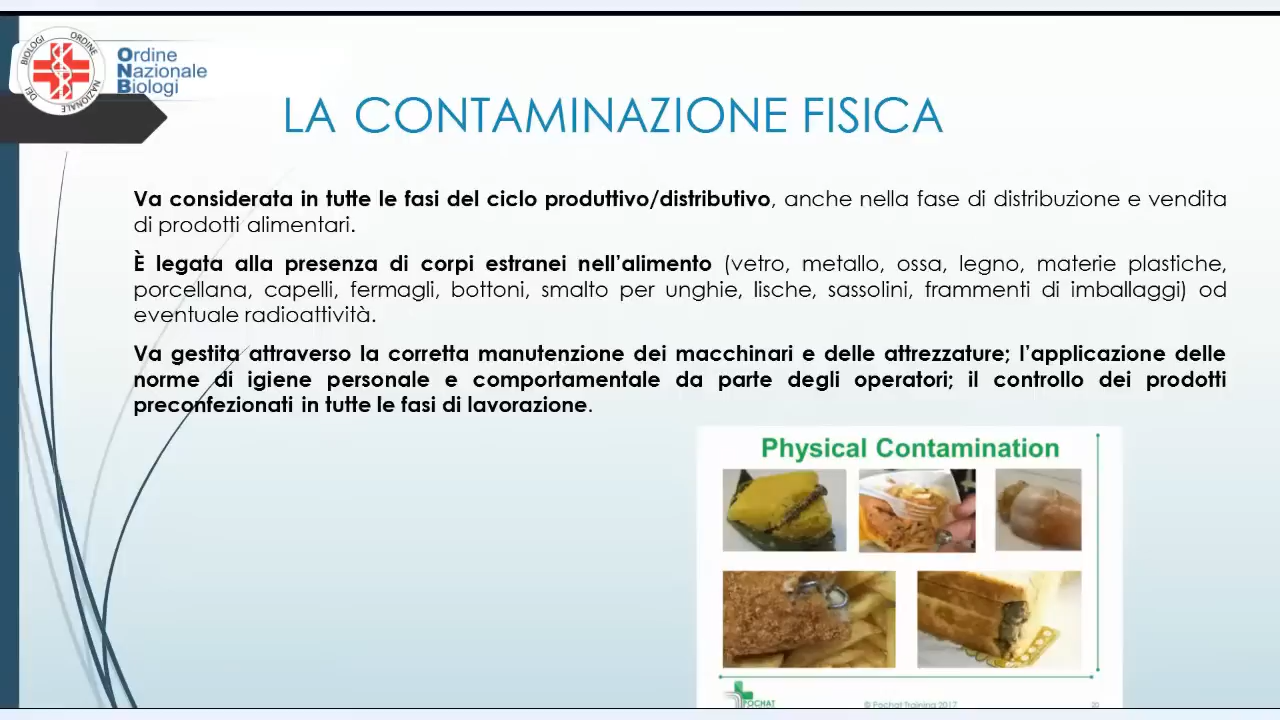 BIOLOGI ORDINE NAZIONALE DEI
Ordine
Nazionale
Biologi
LA CONTAMINAZIONE FISICA
Va considerata in tutte le fasi del ciclo produttivo/distributivo, anche nella fase di distribuzione e vendita
di prodotti alimentari.
È legata alla presenza di corpi estranei nell’alimento (vetro, metallo, ossa, legno, materie plastiche,
porcellana, capelli, fermagli, bottoni, smalto per unghie, lische, sassolini, frammenti di imballaggi) od
eventuale radioattività.
Va gestita attraverso la corretta manutenzione dei macchinari e delle attrezzature; l’applicazione delle
norme di igiene personale e comportamentale da parte degli operatori; il controllo dei prodotti
preconfezionati in tutte le fasi di lavorazione.
Physical Contamination
POCHAT
© Pochat Training 2017
20